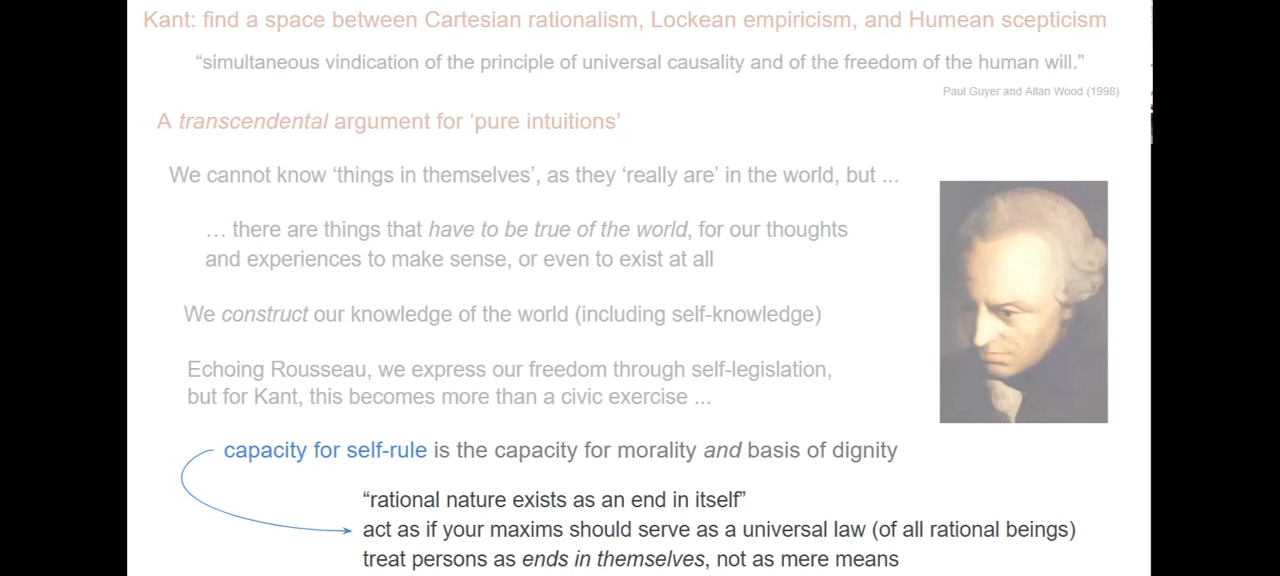 Kant: find a space between Cartesian rationalism, Lockean empiricism, and Humean scepticism
“simultaneous vindication of the principle of universal causality and of the freedom of the human will.”
Paul Guyer and Allan Wood (1998)
A transcendental argument for ‘pure intuitions’
We cannot know ‘things in themselves’, as they ‘really are’ in the world, but ...
… there are things that have to be true of the world, for our thoughts
and experiences to make sense, or even to exist at all
We construct our knowledge of the world (including self-knowledge)
Echoing Rousseau, we express our freedom through self-legislation,
but for Kant, this becomes more than a civic exercise ...
capacity for self-rule is the capacity for morality and basis of dignity
“rational nature exists as an end in itself”
act as if your maxims should serve as a universal law (of all rational beings)
treat persons as ends in themselves, not as mere means